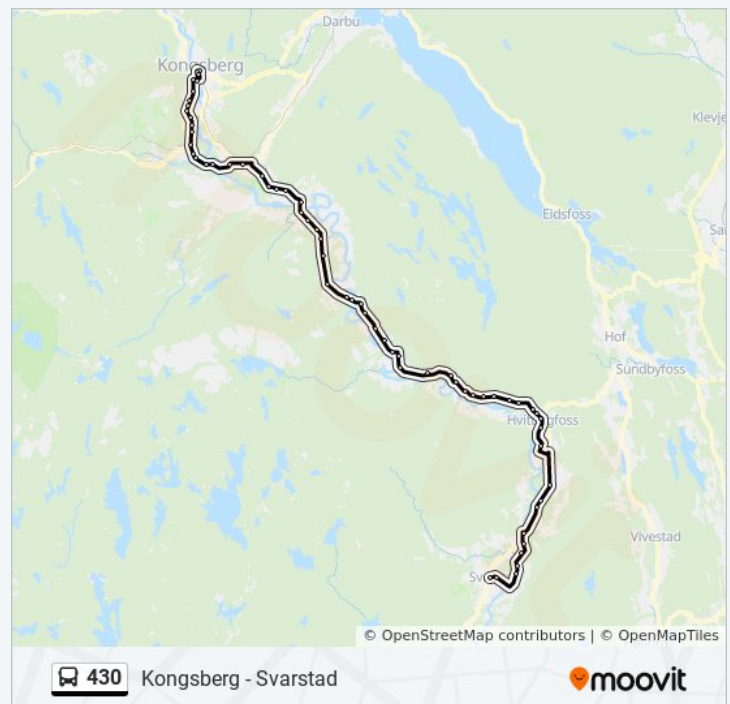 Darbu
Kongsberg
Klevje
Eidsfoss
Sa
Hof
Sundbyfoss
Hvittingfoss
Vivestad
Sv
© OpenStreetMap contributors | © OpenMapTiles
430 Kongsberg - Svarstad
moovit